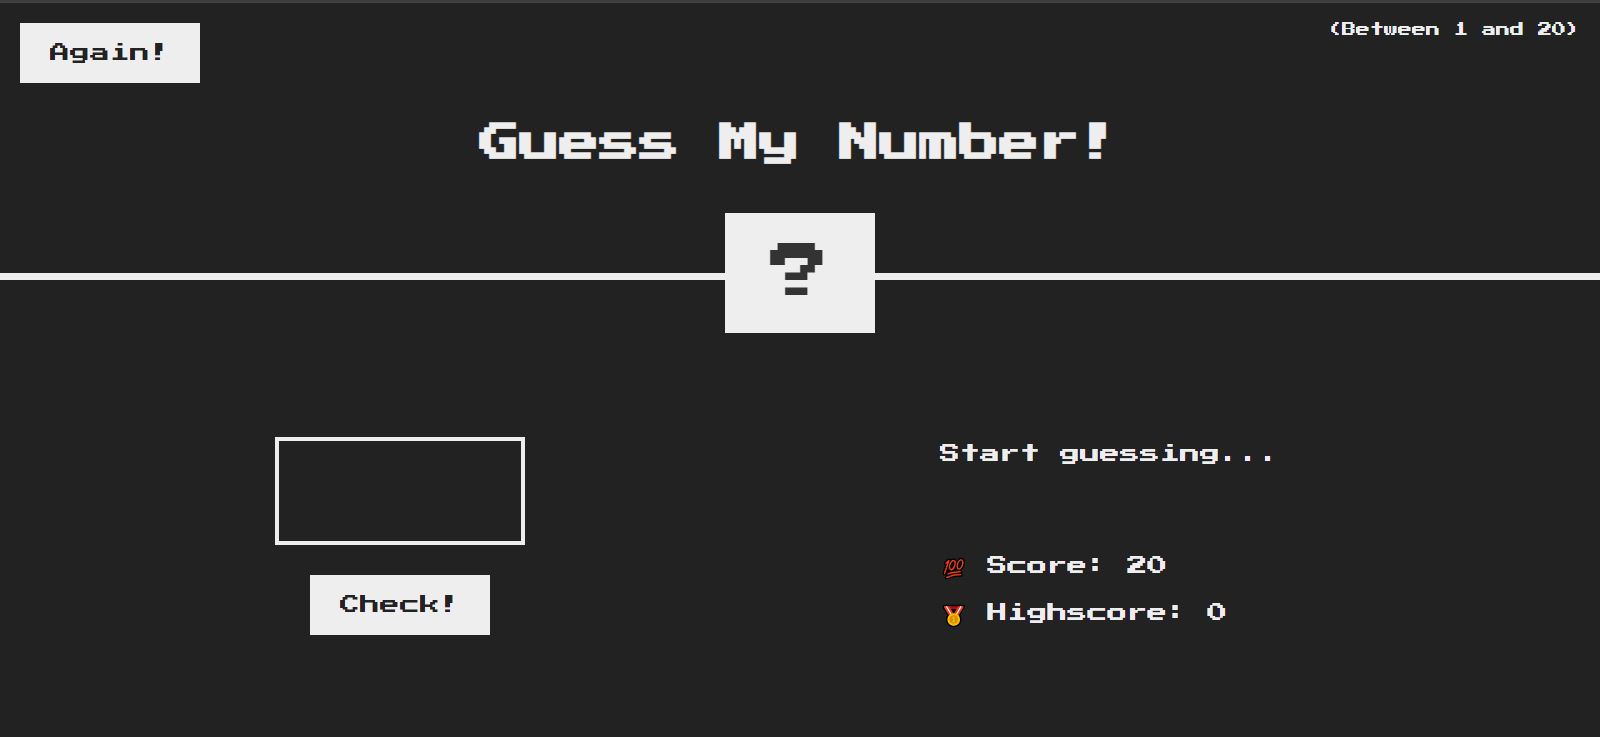 Again!
(Between 1 and 20)
Guess My Number!
?
Start guessing...
💯 Score: 20
Check!
🥇 Highscore: 0